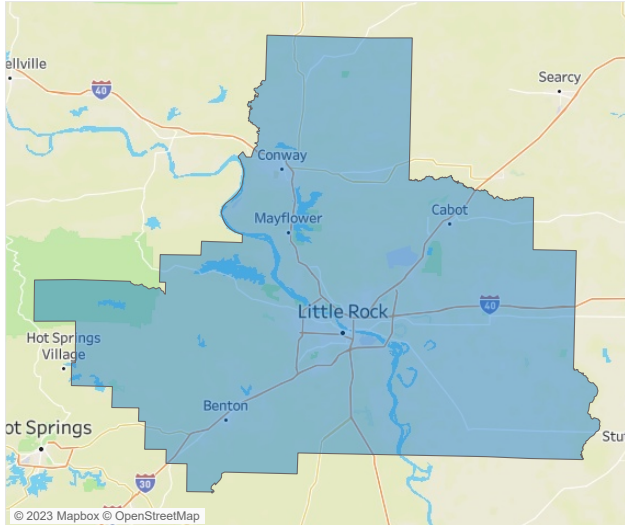 ellville
40
Searcy
Conway
Cabot
Mayflower
40
Little Rock
Hot Springs
Village
Benton
ot Springs
Stu
30
© 2023 Mapbox © OpenStreetMap